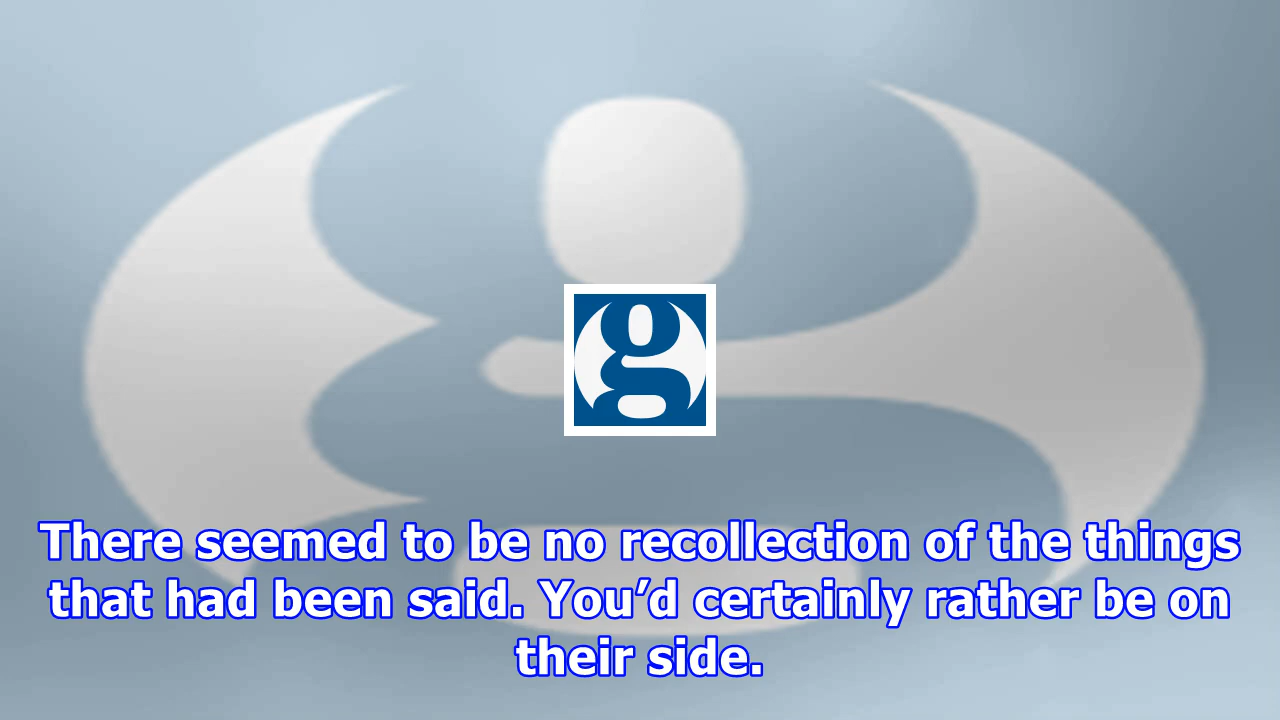 g
There seemed to be no recollection of the things
that had been said. You’d certainly rather be on
their side.